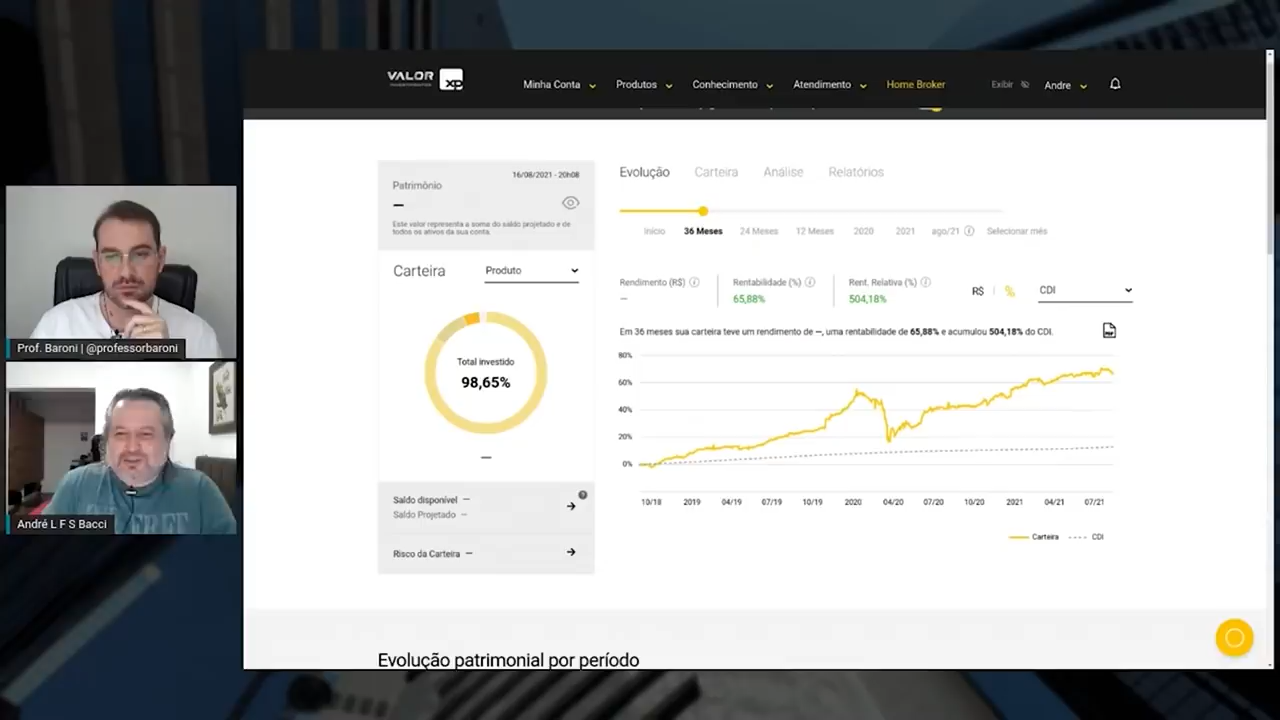 VALOR
XP
Minha Conta
Produtos
Conhecimento
Atendimento
Home Broker
Exibir
Andre
16/08/2021 - 20h08
Patrimônio
—
Este valor representa a soma do saldo projetado e de
todos os ativos da sua conta.
Carteira
Produto
Total investido
98,65%
—
Saldo disponível —
Saldo Projetado —
Risco da Carteira —
Evolução
Carteira
Análise
Relatórios
Início
36 Meses
24 Meses
12 Meses
2020
2021
ago/21
Selecionar mês
Rendimento (R$)
—
Rentabilidade (%)
65,88%
Rent. Relativa (%)
504,18%
R$
%
CDI
Em 36 meses sua carteira teve um rendimento de —, uma rentabilidade de 65,88% e acumulou 504,18% do CDI.
80%
60%
40%
20%
0%
10/18
2019
04/19
07/19
10/19
2020
04/20
07/20
10/20
2021
04/21
07/21
Carteira
CDI
Evolução patrimonial por período
Prof. Baroni | @professorbaroni
André L F S Bacci